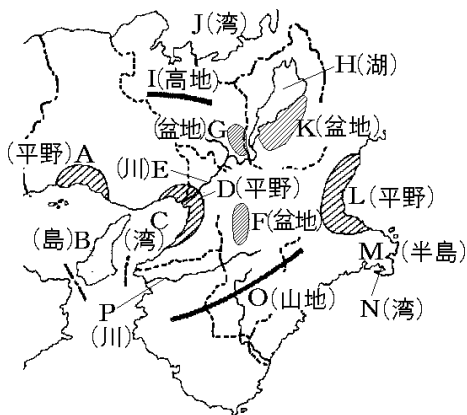 J(湾)
H(湖)
I(高地)
(盆地)G
K(盆地)
(平野)
A
(川)E
D(平野)
L(平野)
C
(湾)
F(盆地)
(島)B
M
(半島)
O(山地)
N(湾)
P
(川)